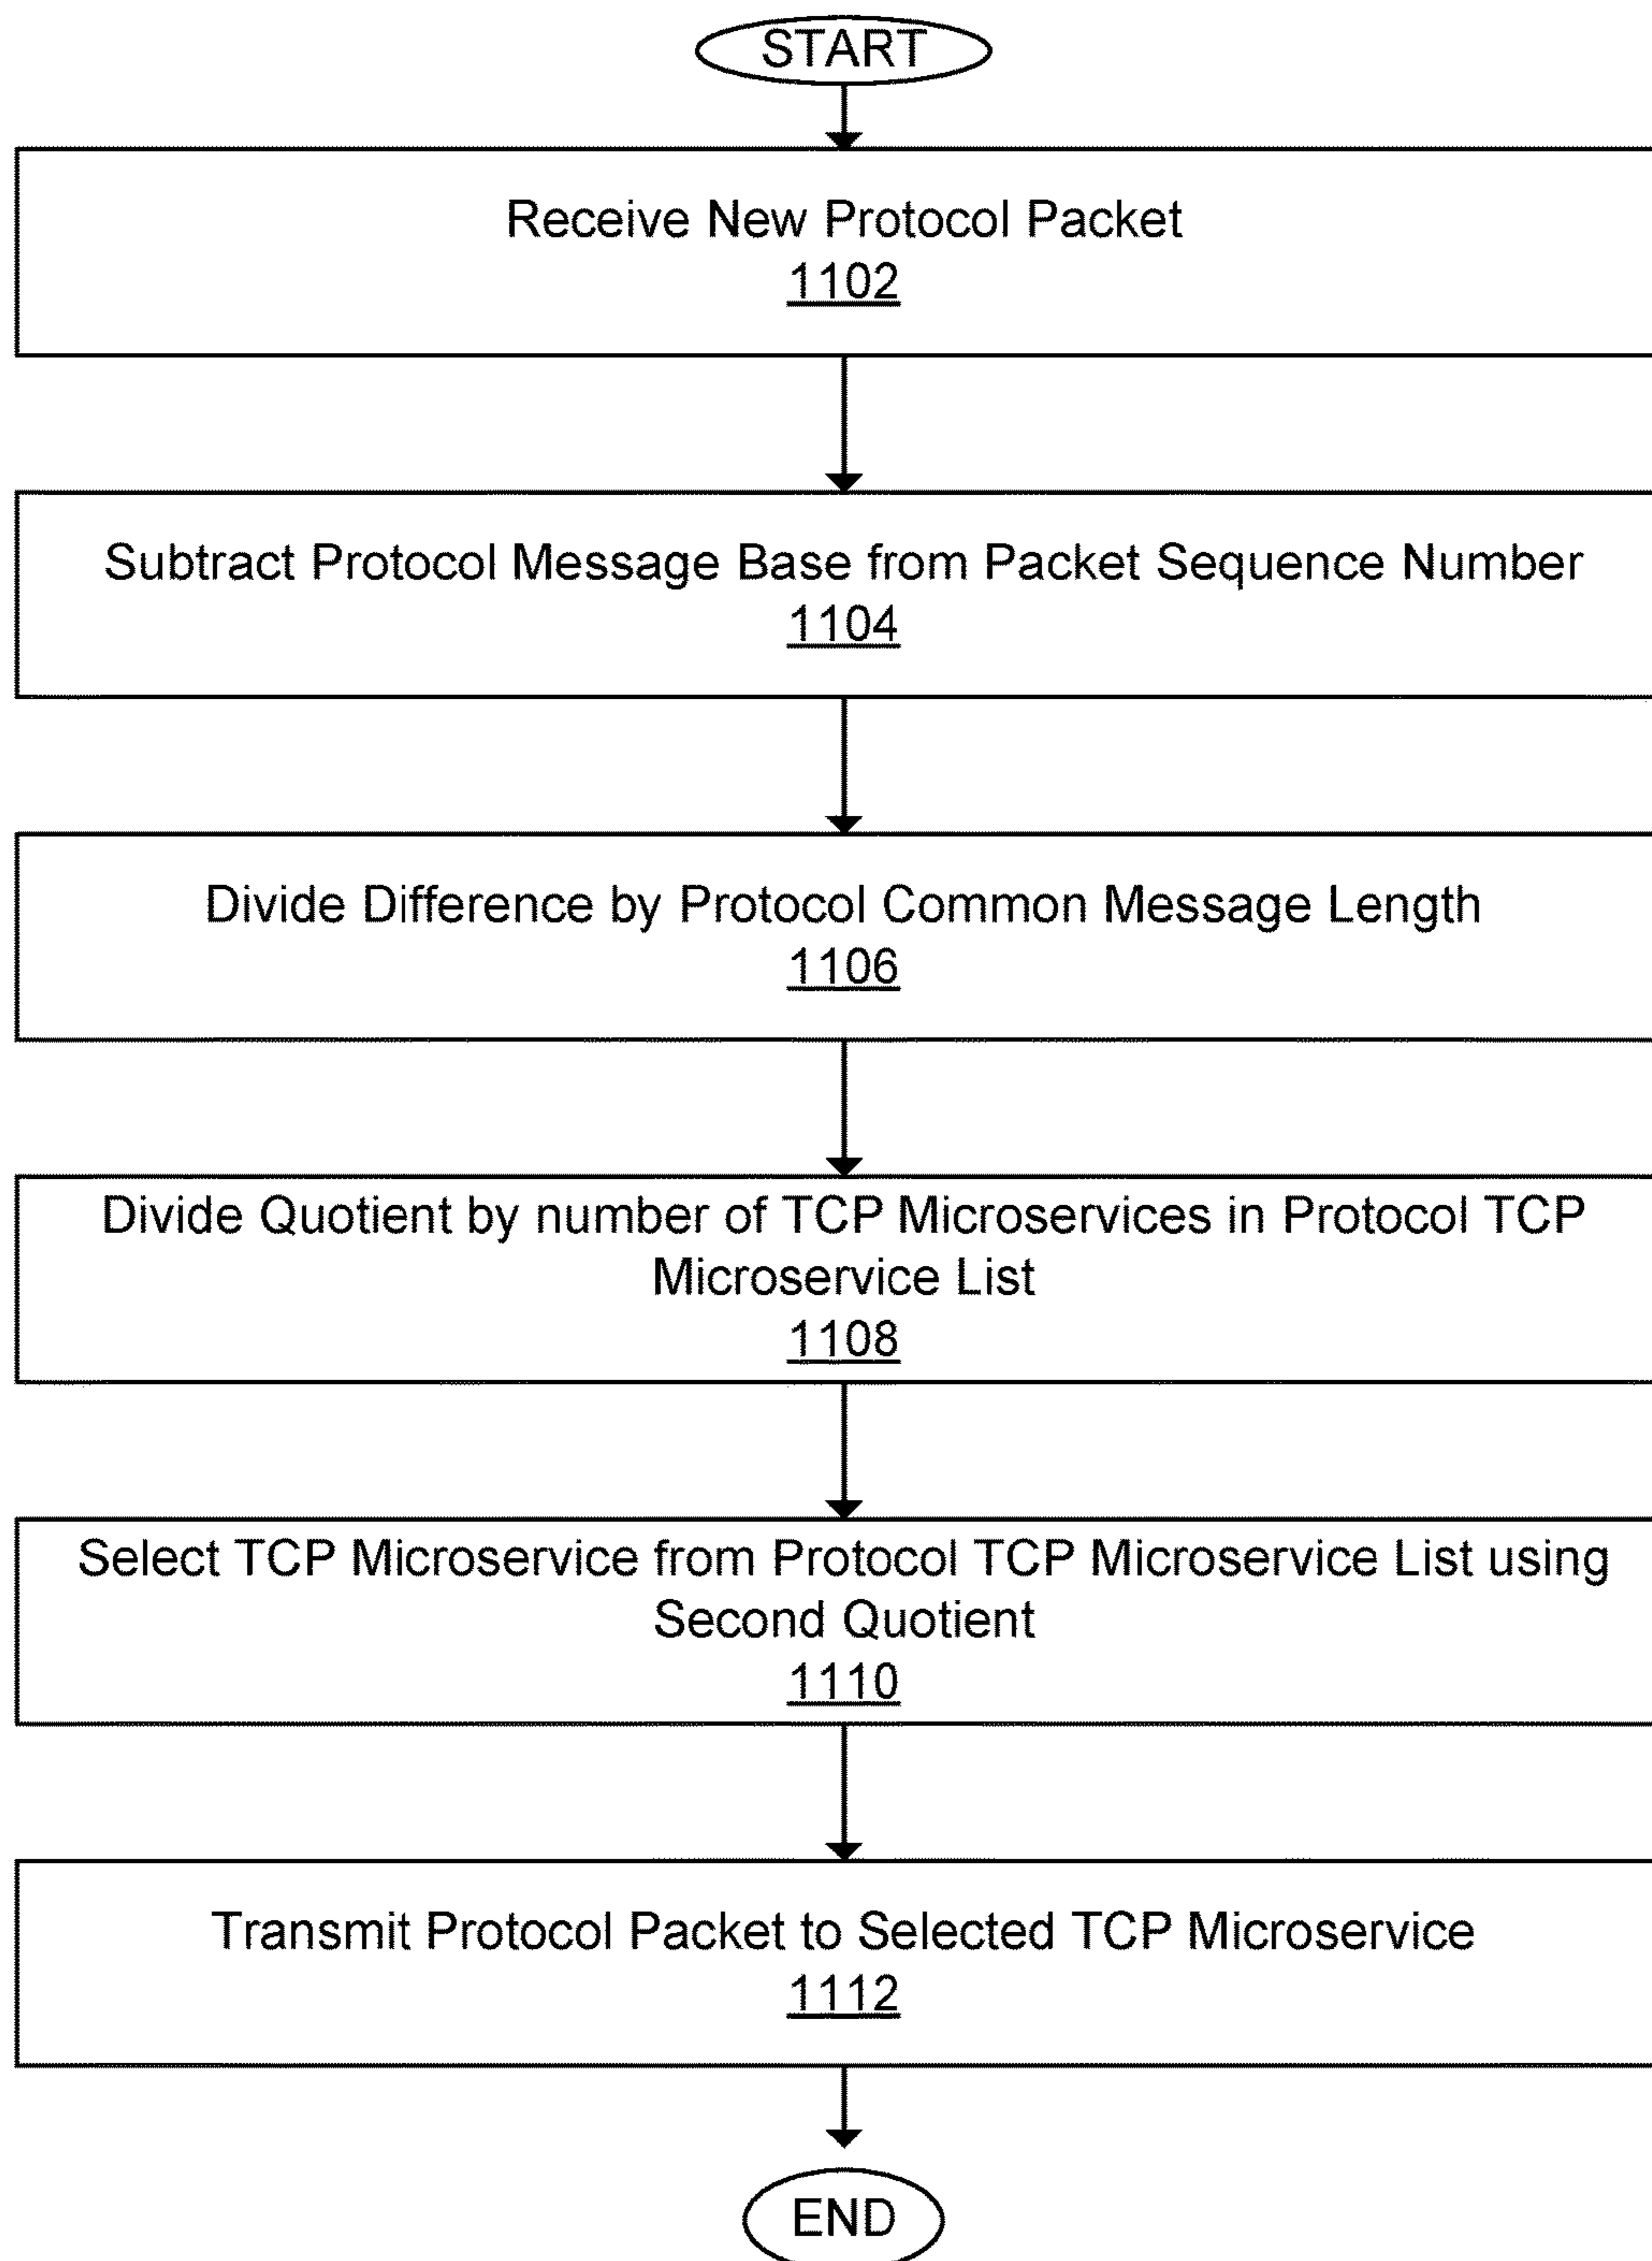 START
Receive New Protocol Packet
1102
Subtract Protocol Message Base from Packet Sequence Number
1104
Divide Difference by Protocol Common Message Length
1106
Divide Quotient by number of TCP Microservices in Protocol TCP
Microservice List
1108
Select TCP Microservice from Protocol TCP Microservice List using
Second Quotient
1110
Transmit Protocol Packet to Selected TCP Microservice
1112
END